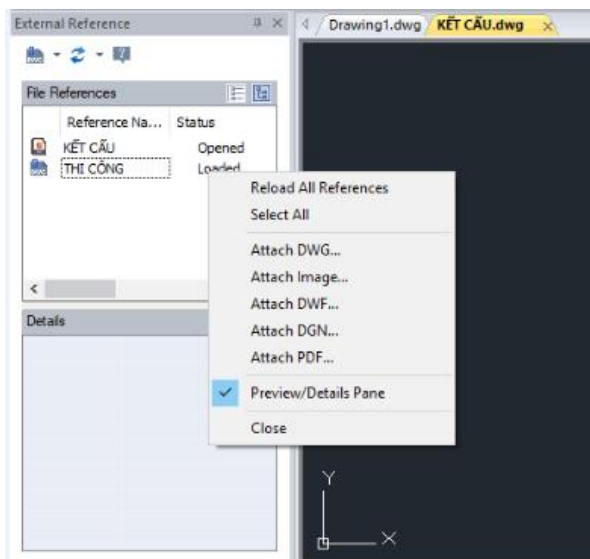 External Reference
Drawing1.dwg
KẾT CẤU.dwg
File References
Reference Na... Status
KẾT CẤU Opened
THI CÔNG Loaded
Reload All References
Select All
Attach DWG...
Attach Image...
Attach DWF...
Attach DGN...
Attach PDF...
Preview/Details Pane
Close
Details
Y
X